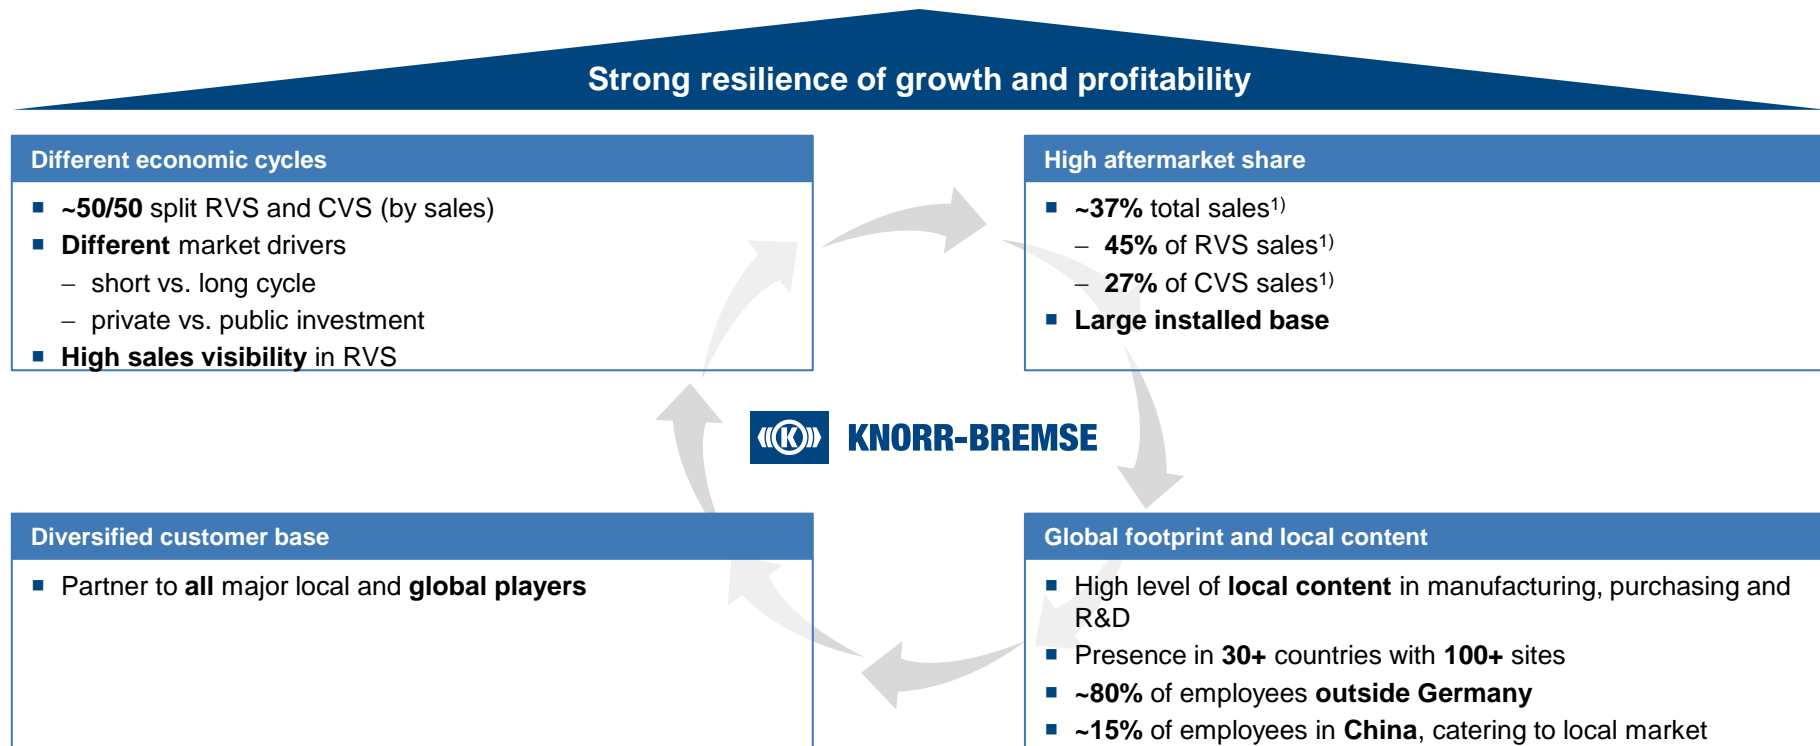 Strong resilience of growth and profitability
Different economic cycles
▪ ~50/50 split RVS and CVS (by sales)
▪ Different market drivers
– short vs. long cycle
– private vs. public investment
▪ High sales visibility in RVS
High aftermarket share
▪ ~37% total sales1)
– 45% of RVS sales1)
– 27% of CVS sales1)
▪ Large installed base
K KNORR-BREMSE
Diversified customer base
▪ Partner to all major local and global players
Global footprint and local content
▪ High level of local content in manufacturing, purchasing and
R&D
▪ Presence in 30+ countries with 100+ sites
▪ ~80% of employees outside Germany
▪ ~15% of employees in China, catering to local market